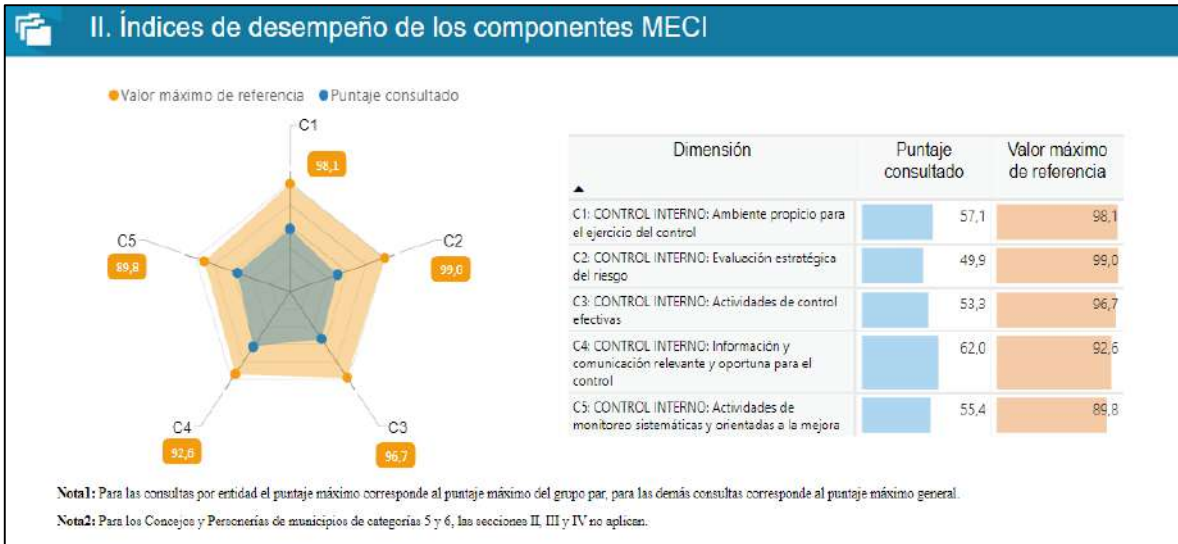 II. Índices de desempeño de los componentes MECI
Valor máximo de referencia Puntaje consultado
C1
98,1
C2
99,0
C3
96,7
C4
92,6
C5
89,8
Dimensión
Puntaje
consultado
Valor máximo
de referencia
C1: CONTROL INTERNO: Ambiente propicio para
el ejercicio del control
57,1
98,1
C2: CONTROL INTERNO: Evaluación estratégica
del riesgo
49,9
99,0
C3: CONTROL INTERNO: Actividades de control
efectivas
53,3
96,7
C4: CONTROL INTERNO: Información y
comunicación relevante y oportuna para el
control
62,0
92,6
C5: CONTROL INTERNO: Actividades de
monitoreo sistemáticas y orientadas a la mejora
55,4
89,8
Nota1: Para las consultas por entidad el puntaje máximo corresponde al puntaje máximo del grupo par, para las demás consultas corresponde al puntaje máximo general.
Nota2: Para los Concejos y Personerías de municipios de categorías 5 y 6, las secciones II, III y IV no aplican.